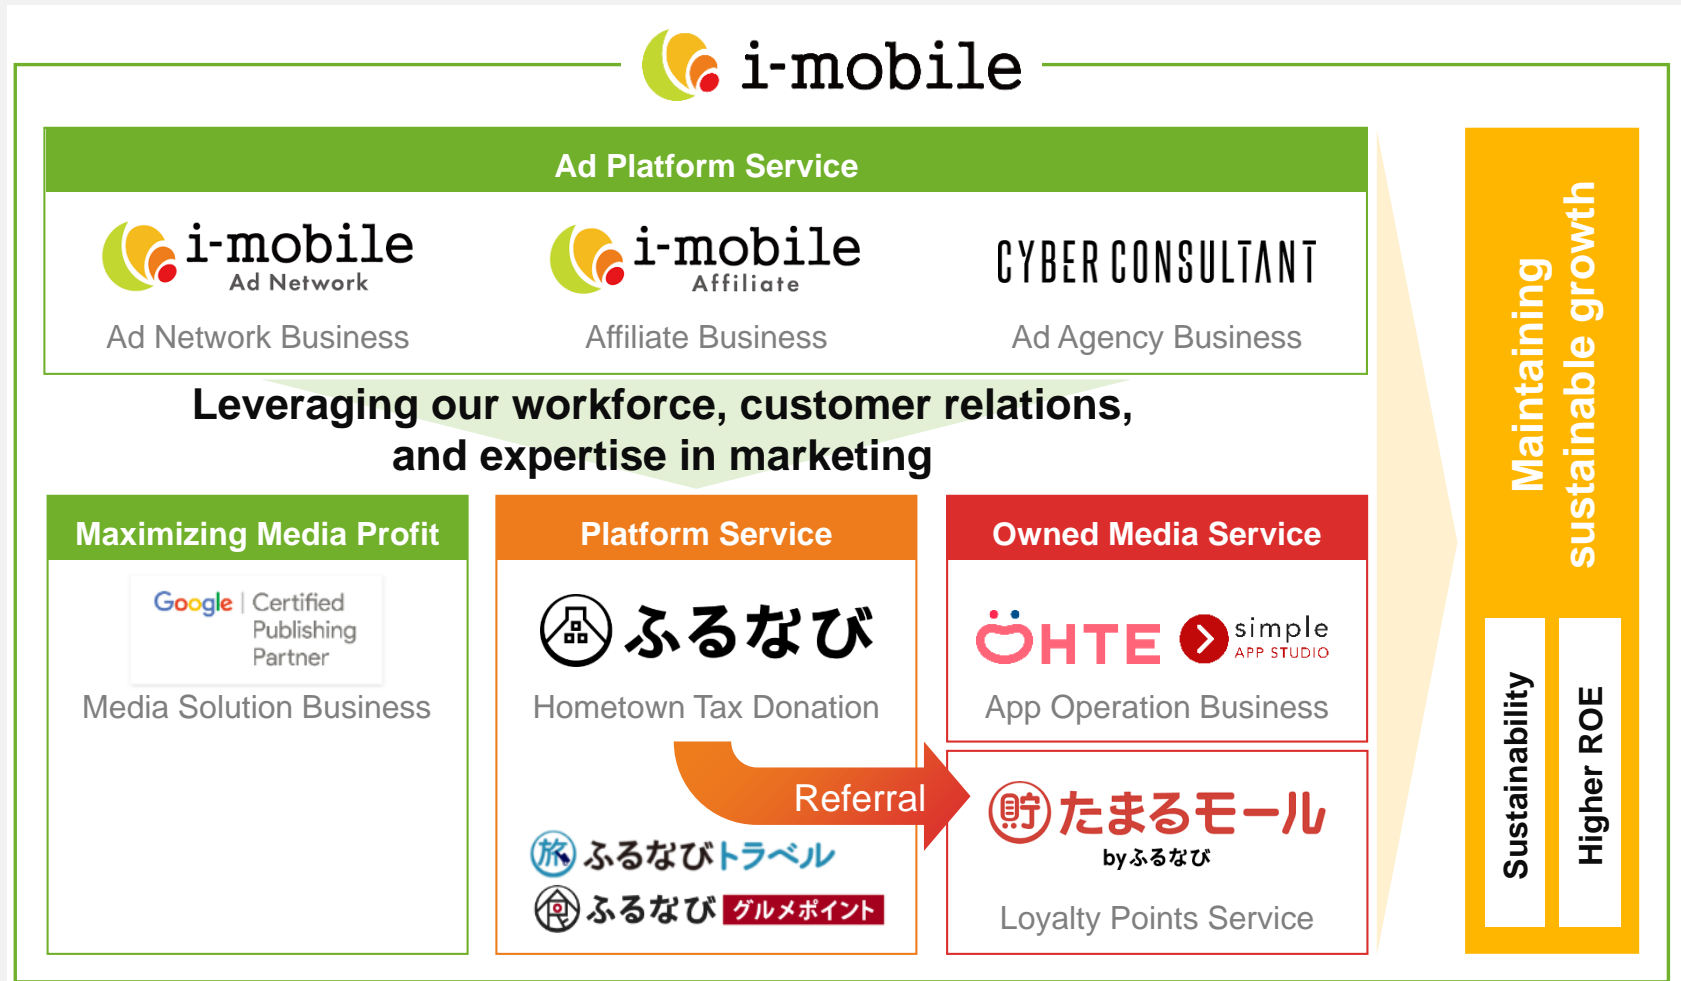 i-mobile
Ad Platform Service
i-mobile
Ad Network
Ad Network Business
i-mobile
Affiliate
Affiliate Business
CYBER CONSULTANT
Ad Agency Business
Leveraging our workforce, customer relations,
and expertise in marketing
Maximizing Media Profit
Google | Certified
Publishing
Partner
Media Solution Business
Platform Service
ふるなび
Hometown Tax Donation
旅 ふるなびトラベル
食 ふるなび グルメポイント
Referral
Owned Media Service
OHTE
simple
APP STUDIO
App Operation Business
貯 たまるモール
byふるなび
Loyalty Points Service
Maintaining
sustainable growth
Sustainability
Higher ROE